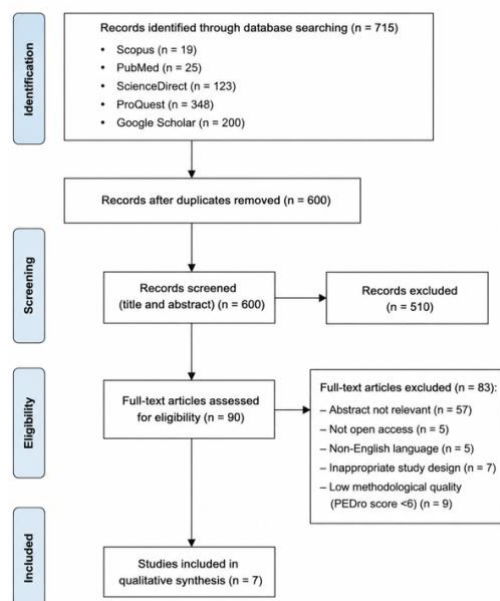 Identification
Records identified through database searching (n = 715)
• Scopus (n = 19)
• PubMed (n = 25)
• ScienceDirect (n = 123)
• ProQuest (n = 348)
• Google Scholar (n = 200)
Records after duplicates removed (n = 600)
Screening
Records screened
(title and abstract) (n = 600)
Records excluded
(n = 510)
Eligibility
Full-text articles assessed
for eligibility (n = 90)
Full-text articles excluded (n = 83):
– Abstract not relevant (n = 57)
– Not open access (n = 5)
– Non-English language (n = 5)
– Inappropriate study design (n = 7)
– Low methodological quality
(PEDro score <6) (n = 9)
Included
Studies included in
qualitative synthesis (n = 7)